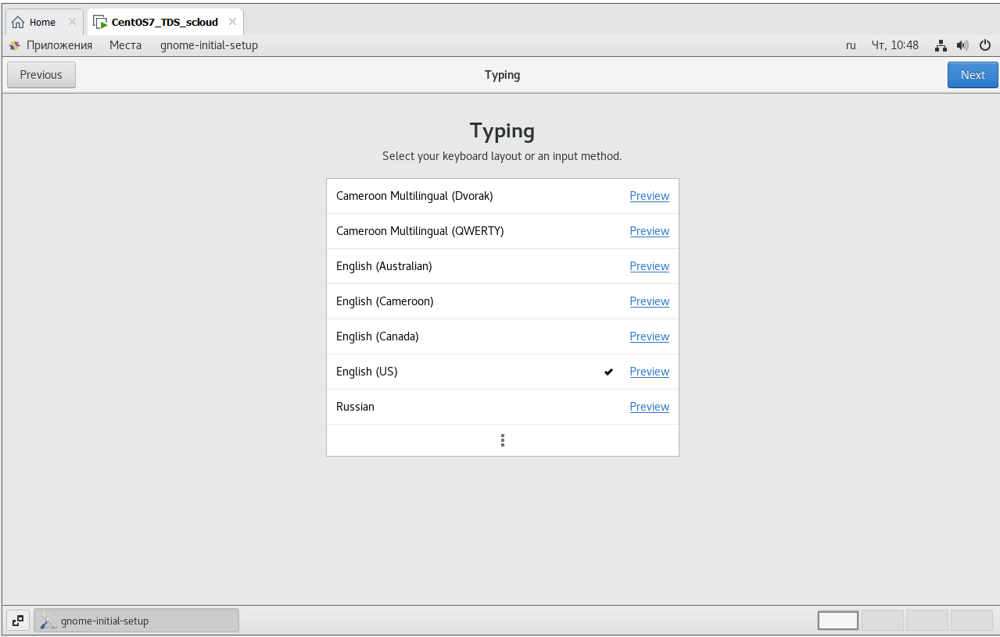 Home CentOS7_TDS_scloud
Приложения Места gnome-initial-setup ru Чт, 10:48
Previous Typing Next
Typing
Select your keyboard layout or an input method.
Cameroon Multilingual (Dvorak) Preview
Cameroon Multilingual (QWERTY) Preview
English (Australian) Preview
English (Cameroon) Preview
English (Canada) Preview
English (US) Preview
Russian Preview
gnome-initial-setup